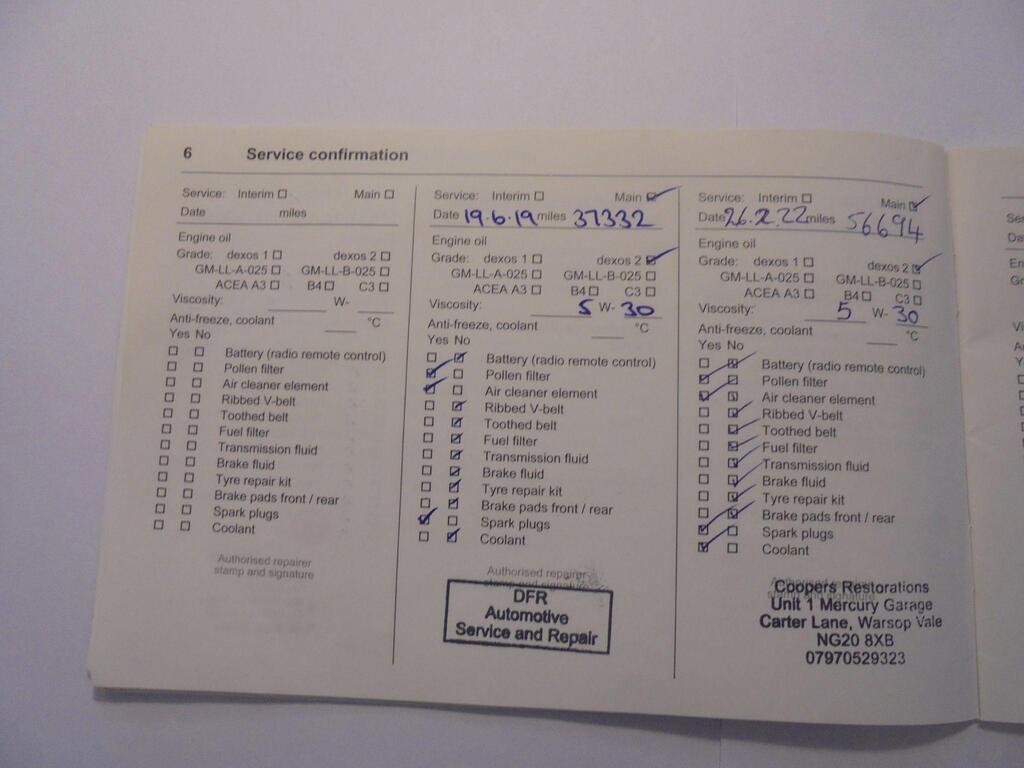 6 Service confirmation
Service: Interim ☐ Main ☐
Date miles
Engine oil
Grade: dexos 1 ☐ dexos 2 ☐
GM-LL-A-025 ☐ GM-LL-B-025 ☐
ACEA A3 ☐ B4 ☐ C3 ☐
Viscosity: W-
Anti-freeze, coolant °C
Yes No
☐ ☐ Battery (radio remote control)
☐ ☐ Pollen filter
☐ ☐ Air cleaner element
☐ ☐ Ribbed V-belt
☐ ☐ Toothed belt
☐ ☐ Fuel filter
☐ ☐ Transmission fluid
☐ ☐ Brake fluid
☐ ☐ Tyre repair kit
☐ ☐ Brake pads front / rear
☐ ☐ Spark plugs
☐ ☐ Coolant
Authorised repairer
stamp and signature
Service: Interim ☐ Main ☑
Date 19.6.19 miles 37332
Engine oil
Grade: dexos 1 ☐ dexos 2 ☑
GM-LL-A-025 ☐ GM-LL-B-025 ☐
ACEA A3 ☐ B4 ☐ C3 ☐
Viscosity: 5 W- 30
Anti-freeze, coolant °C
Yes No
☐ ☑ Battery (radio remote control)
☑ ☐ Pollen filter
☑ ☐ Air cleaner element
☐ ☑ Ribbed V-belt
☐ ☑ Toothed belt
☐ ☑ Fuel filter
☐ ☑ Transmission fluid
☐ ☑ Brake fluid
☐ ☑ Tyre repair kit
☐ ☑ Brake pads front / rear
☑ ☐ Spark plugs
☐ ☑ Coolant
Authorised repairer
stamp and signature
DFR
Automotive
Service and Repair
Service: Interim ☐ Main ☑
Date 26.2.22 miles 56694
Engine oil
Grade: dexos 1 ☐ dexos 2 ☑
GM-LL-A-025 ☐ GM-LL-B-025 ☐
ACEA A3 ☐ B4 ☐ C3 ☐
Viscosity: 5 W- 30
Anti-freeze, coolant °C
Yes No
☐ ☑ Battery (radio remote control)
☑ ☐ Pollen filter
☑ ☐ Air cleaner element
☐ ☑ Ribbed V-belt
☐ ☑ Toothed belt
☐ ☑ Fuel filter
☐ ☑ Transmission fluid
☐ ☑ Brake fluid
☐ ☑ Tyre repair kit
☐ ☑ Brake pads front / rear
☑ ☐ Spark plugs
☑ ☐ Coolant
Authorised repairer
stamp and signature
Coopers Restorations
Unit 1 Mercury Garage
Carter Lane, Warsop Vale
NG20 8XB
07970529323